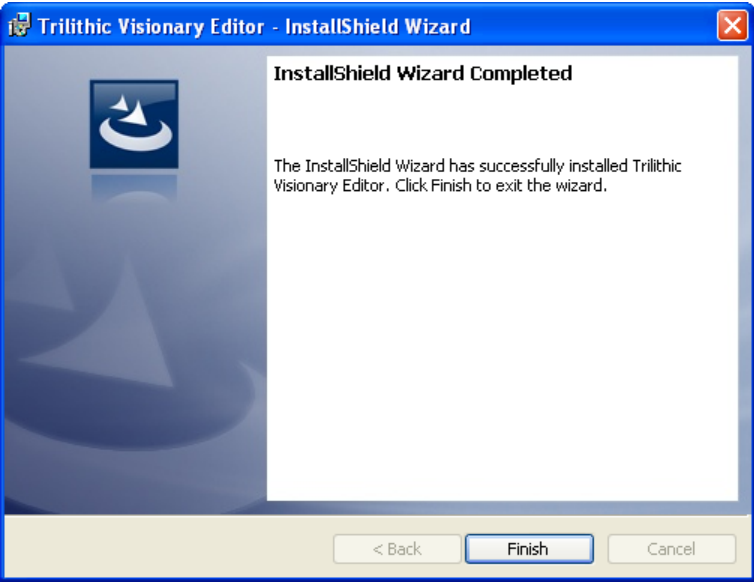 Trilithic Visionary Editor - InstallShield Wizard
InstallShield Wizard Completed
The InstallShield Wizard has successfully installed Trilithic
Visionary Editor. Click Finish to exit the wizard.
< Back
Finish
Cancel